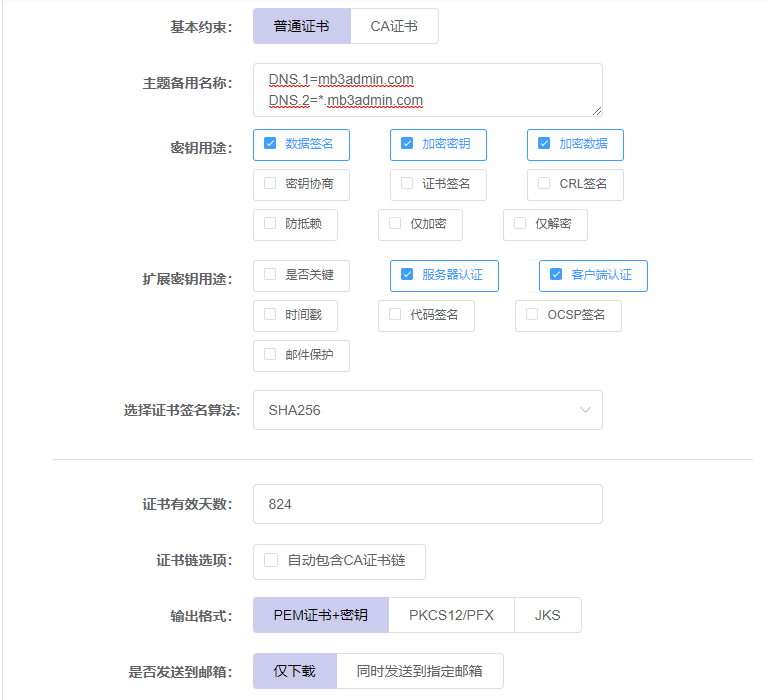 基本约束: 普通证书 CA证书
主题备用名称: DNS.1=mb3admin.com
DNS.2=*.mb3admin.com
密钥用途: 数据签名 加密密钥 加密数据
密钥协商 证书签名 CRL签名
防抵赖 仅加密 仅解密
扩展密钥用途: 是否关键 服务器认证 客户端认证
时间戳 代码签名 OCSP签名
邮件保护
选择证书签名算法: SHA256
证书有效天数: 824
证书链选项: 自动包含CA证书链
输出格式: PEM证书+密钥 PKCS12/PFX JKS
是否发送到邮箱: 仅下载 同时发送到指定邮箱